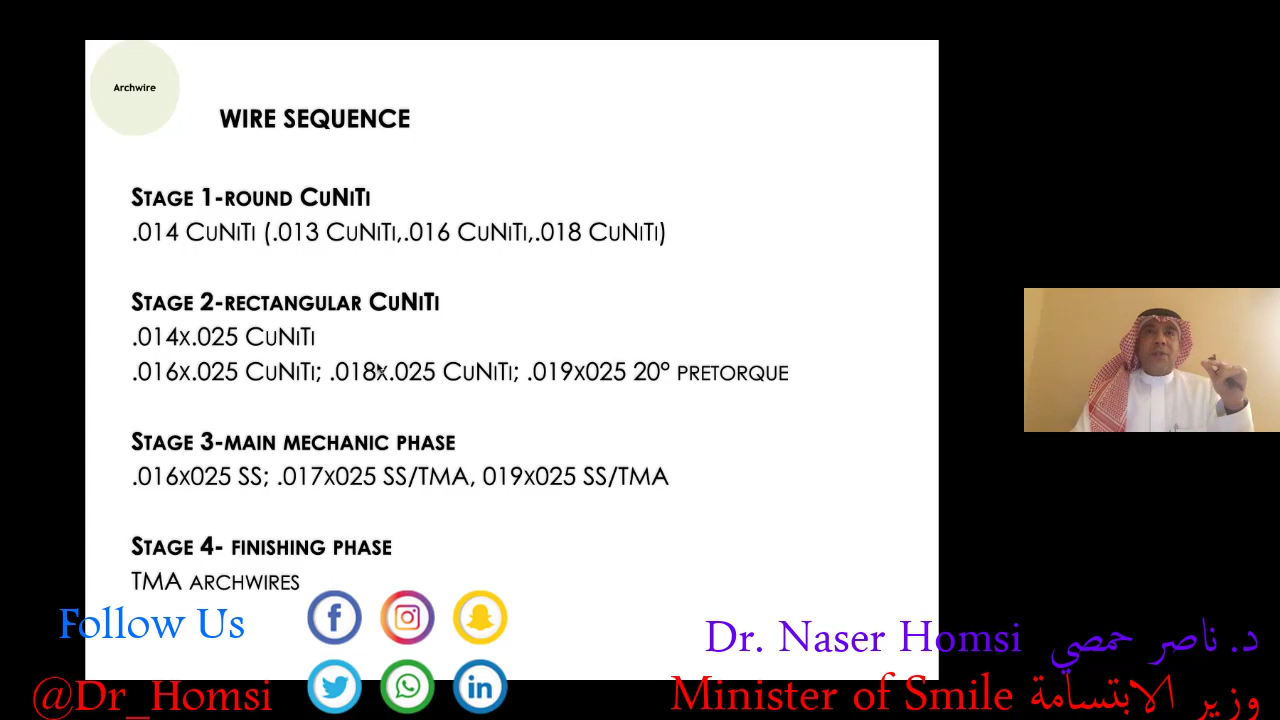 Archwire
WIRE SEQUENCE
STAGE 1-ROUND CUNITI
.014 CUNITI (.013 CUNITI,.016 CUNITI,.018 CUNITI)
STAGE 2-RECTANGULAR CUNITI
.014X.025 CUNITI
.016X.025 CUNITI; .018X.025 CUNITI; .019X025 20° PRETORQUE
STAGE 3-MAIN MECHANIC PHASE
.016X025 SS; .017X025 SS/TMA, 019X025 SS/TMA
STAGE 4- FINISHING PHASE
TMA ARCHWIRES
Follow Us
@Dr_Homsi
Dr. Naser Homsi د. ناصر حمصي
Minister of Smile وزير الابتسامة